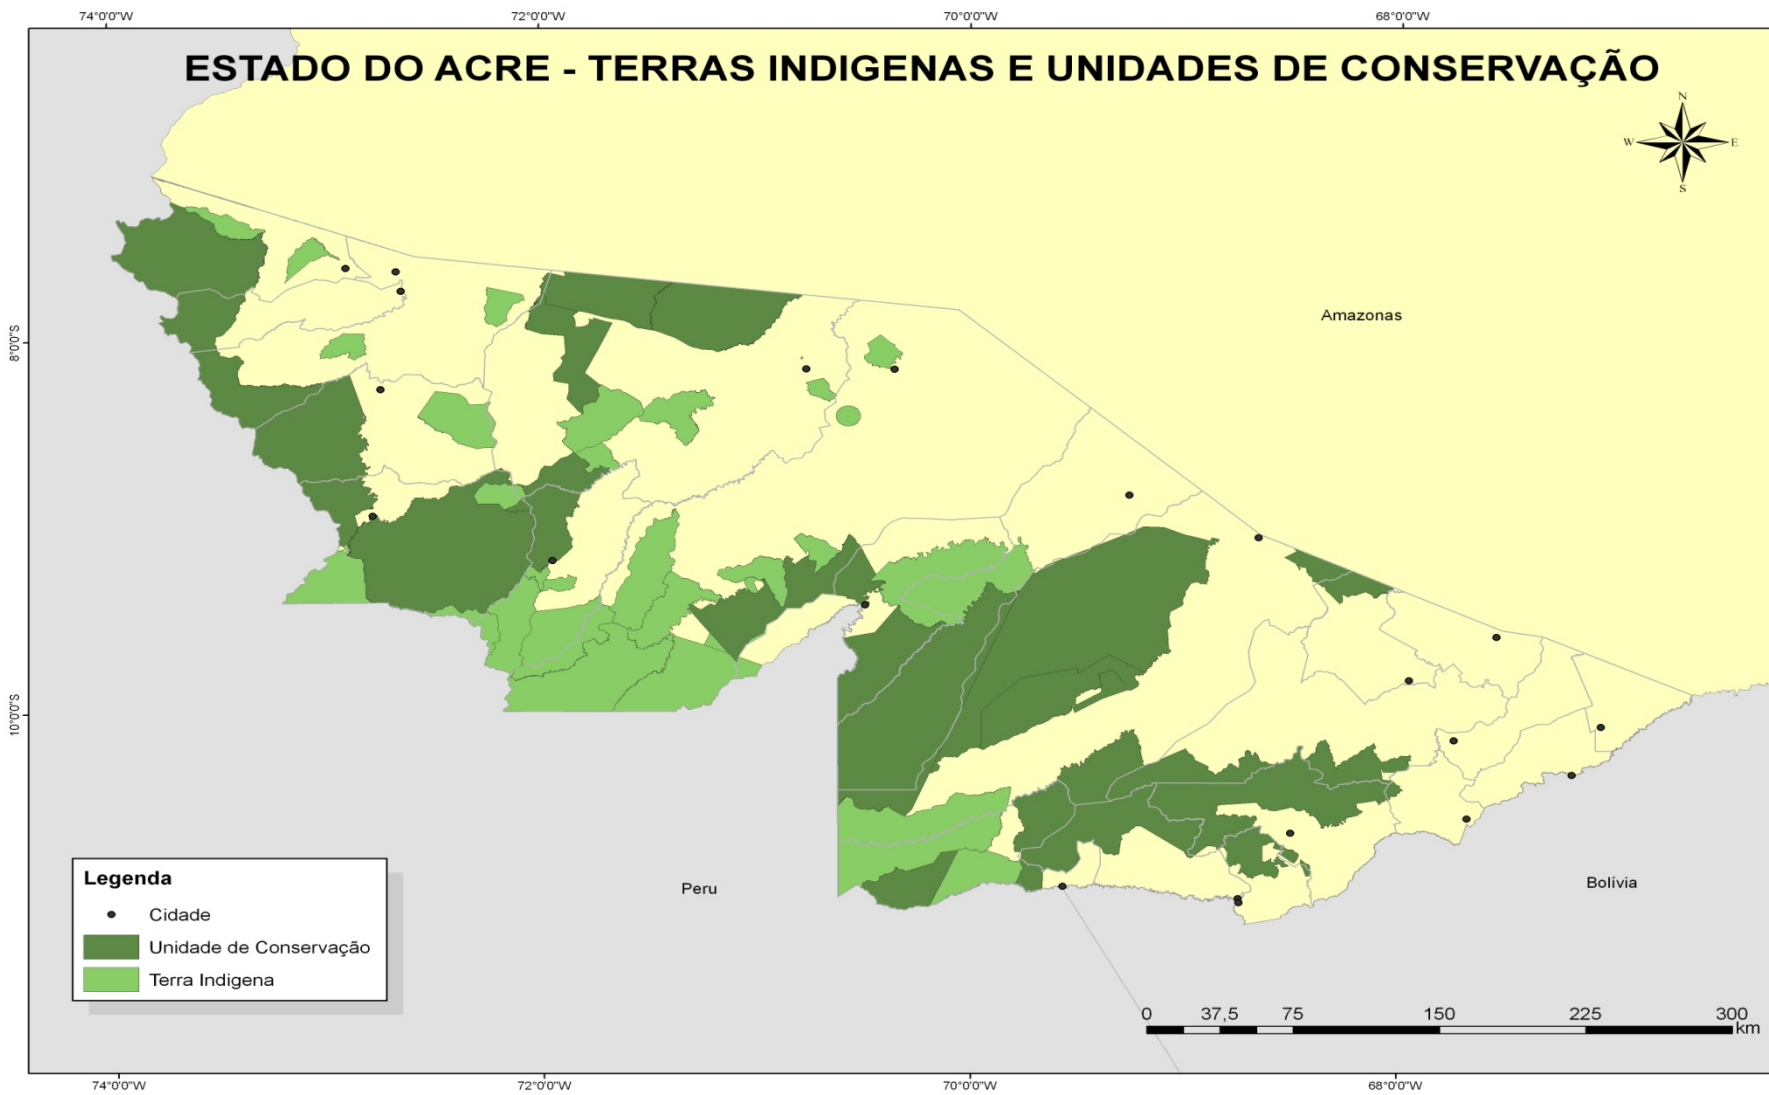 74°0'0"W 72°0'0"W 70°0'0"W 68°0'0"W
ESTADO DO ACRE - TERRAS INDIGENAS E UNIDADES DE CONSERVAÇÃO
N
W E
S
Amazonas
8°0'0"S
10°0'0"S
Peru
Bolívia
Legenda
Cidade
Unidade de Conservação
Terra Indigena
0 37,5 75 150 225 300
km
74°0'0"W 72°0'0"W 70°0'0"W 68°0'0"W